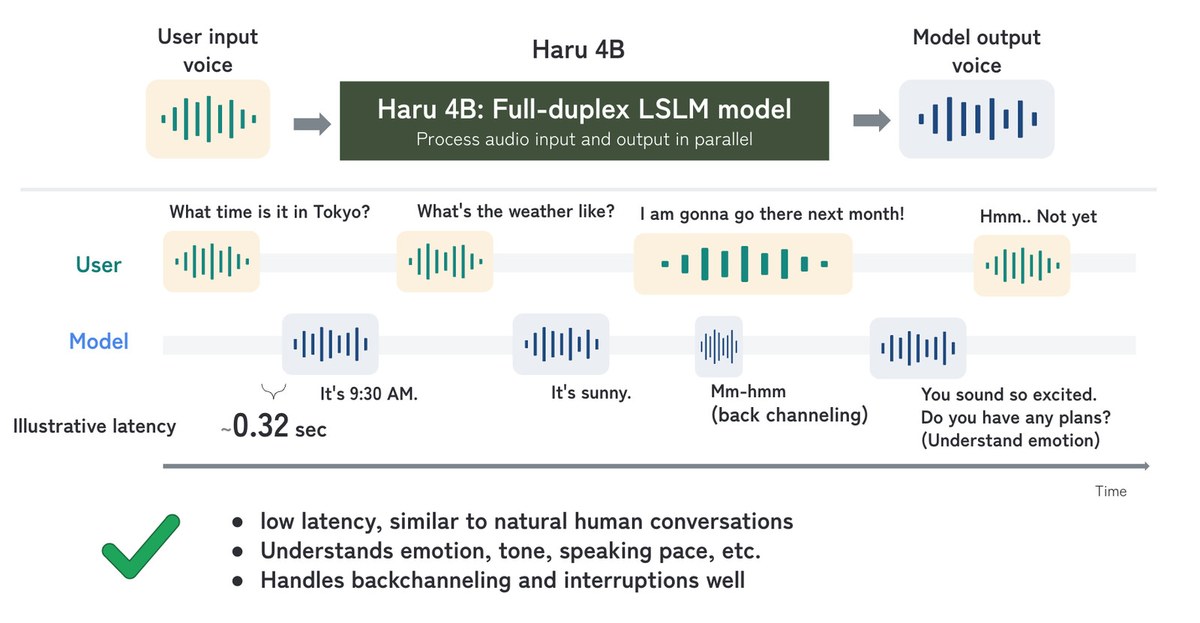 User input
voice
Haru 4B
Model output
voice
Haru 4B: Full-duplex LSLM model
Process audio input and output in parallel
What time is it in Tokyo?
What's the weather like?
I am gonna go there next month!
Hmm.. Not yet
User
Model
It's 9:30 AM.
It's sunny.
Mm-hmm
(back channeling)
You sound so excited.
Do you have any plans?
(Understand emotion)
Illustrative latency
~0.32 sec
Time
● low latency, similar to natural human conversations
● Understands emotion, tone, speaking pace, etc.
● Handles backchanneling and interruptions well